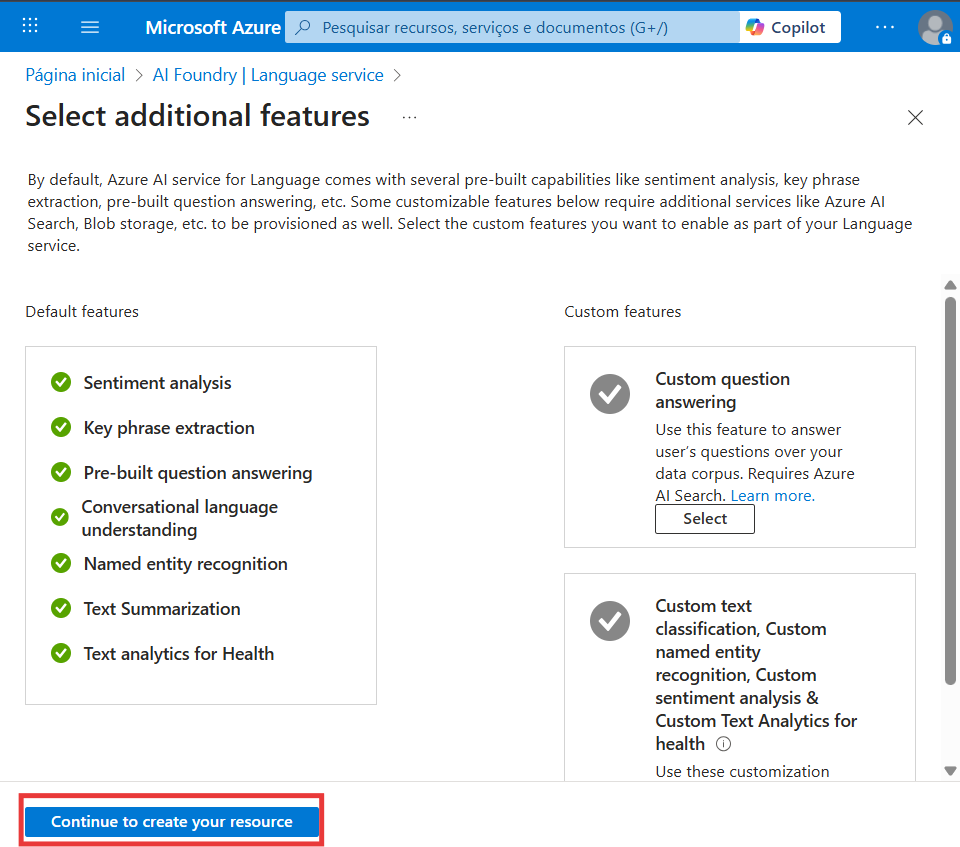 Microsoft Azure
Pesquisar recursos, serviços e documentos (G+/)
Copilot
Página inicial > AI Foundry | Language service >
Select additional features ...
By default, Azure AI service for Language comes with several pre-built capabilities like sentiment analysis, key phrase
extraction, pre-built question answering, etc. Some customizable features below require additional services like Azure AI
Search, Blob storage, etc. to be provisioned as well. Select the custom features you want to enable as part of your Language
service.
Default features
Sentiment analysis
Key phrase extraction
Pre-built question answering
Conversational language
understanding
Named entity recognition
Text Summarization
Text analytics for Health
Custom features
Custom question
answering
Use this feature to answer
user's questions over your
data corpus. Requires Azure
AI Search. Learn more.
Select
Custom text
classification, Custom
named entity
recognition, Custom
sentiment analysis &
Custom Text Analytics for
health
Use these customization
Continue to create your resource